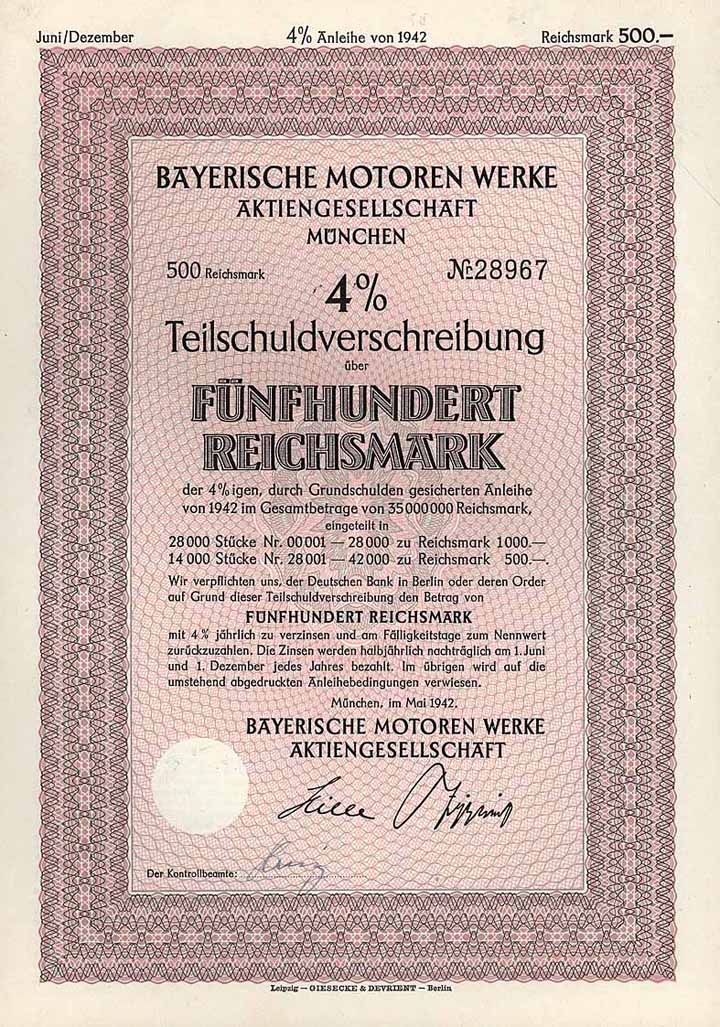 Juni/Dezember 4% Anleihe von 1942 Reichsmark 500.—
BAYERISCHE MOTOREN WERKE
AKTIENGESELLSCHAFT
MÜNCHEN
500 Reichsmark № 28967
4%
Teilschuldverschreibung
über
FÜNFHUNDERT
REICHSMARK
der 4%igen, durch Grundschulden gesicherten Anleihe
von 1942 im Gesamtbetrage von 35 000 000 Reichsmark,
eingeteilt in
28 000 Stücke Nr. 00 001 — 28 000 zu Reichsmark 1000.—
14 000 Stücke Nr. 28 001 — 42 000 zu Reichsmark 500.—.
Wir verpflichten uns, der Deutschen Bank in Berlin oder deren Order
auf Grund dieser Teilschuldverschreibung den Betrag von
FÜNFHUNDERT REICHSMARK
mit 4% jährlich zu verzinsen und am Fälligkeitstage zum Nennwert
zurückzuzahlen. Die Zinsen werden halbjährlich nachträglich am 1. Juni
und 1. Dezember jedes Jahres bezahlt. Im übrigen wird auf die
umstehend abgedruckten Anleihebedingungen verwiesen.
München, im Mai 1942.
BAYERISCHE MOTOREN WERKE
AKTIENGESELLSCHAFT
Der Kontrollbeamte:
Leipzig — GIESECKE & DEVRIENT — Berlin